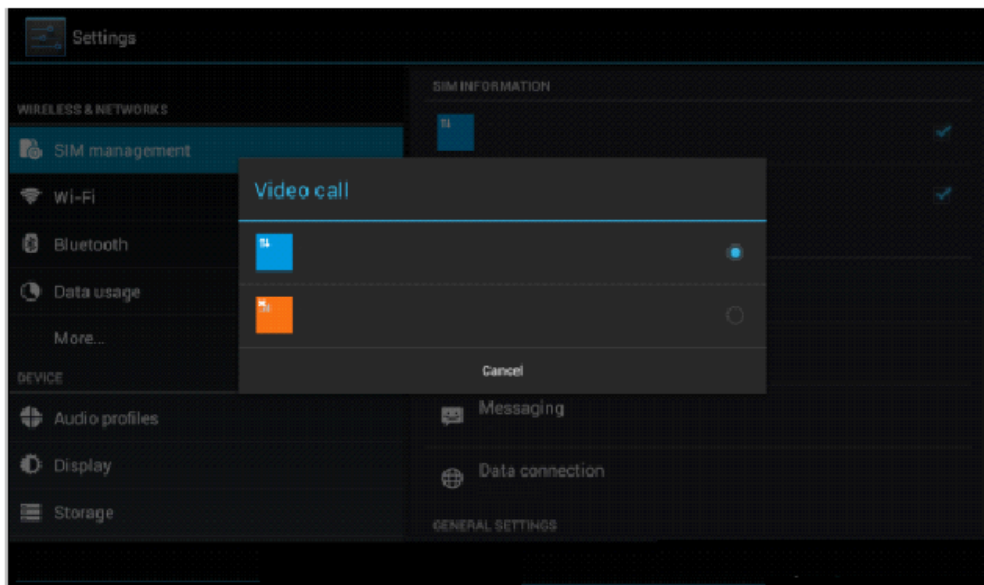 Settings
WIRELESS & NETWORKS
SIM management
Wi-Fi
Bluetooth
Data usage
More...
DEVICE
Audio profiles
Display
Storage
SIM INFORMATION
Video call
Cancel
Messaging
Data connection
GENERAL SETTINGS